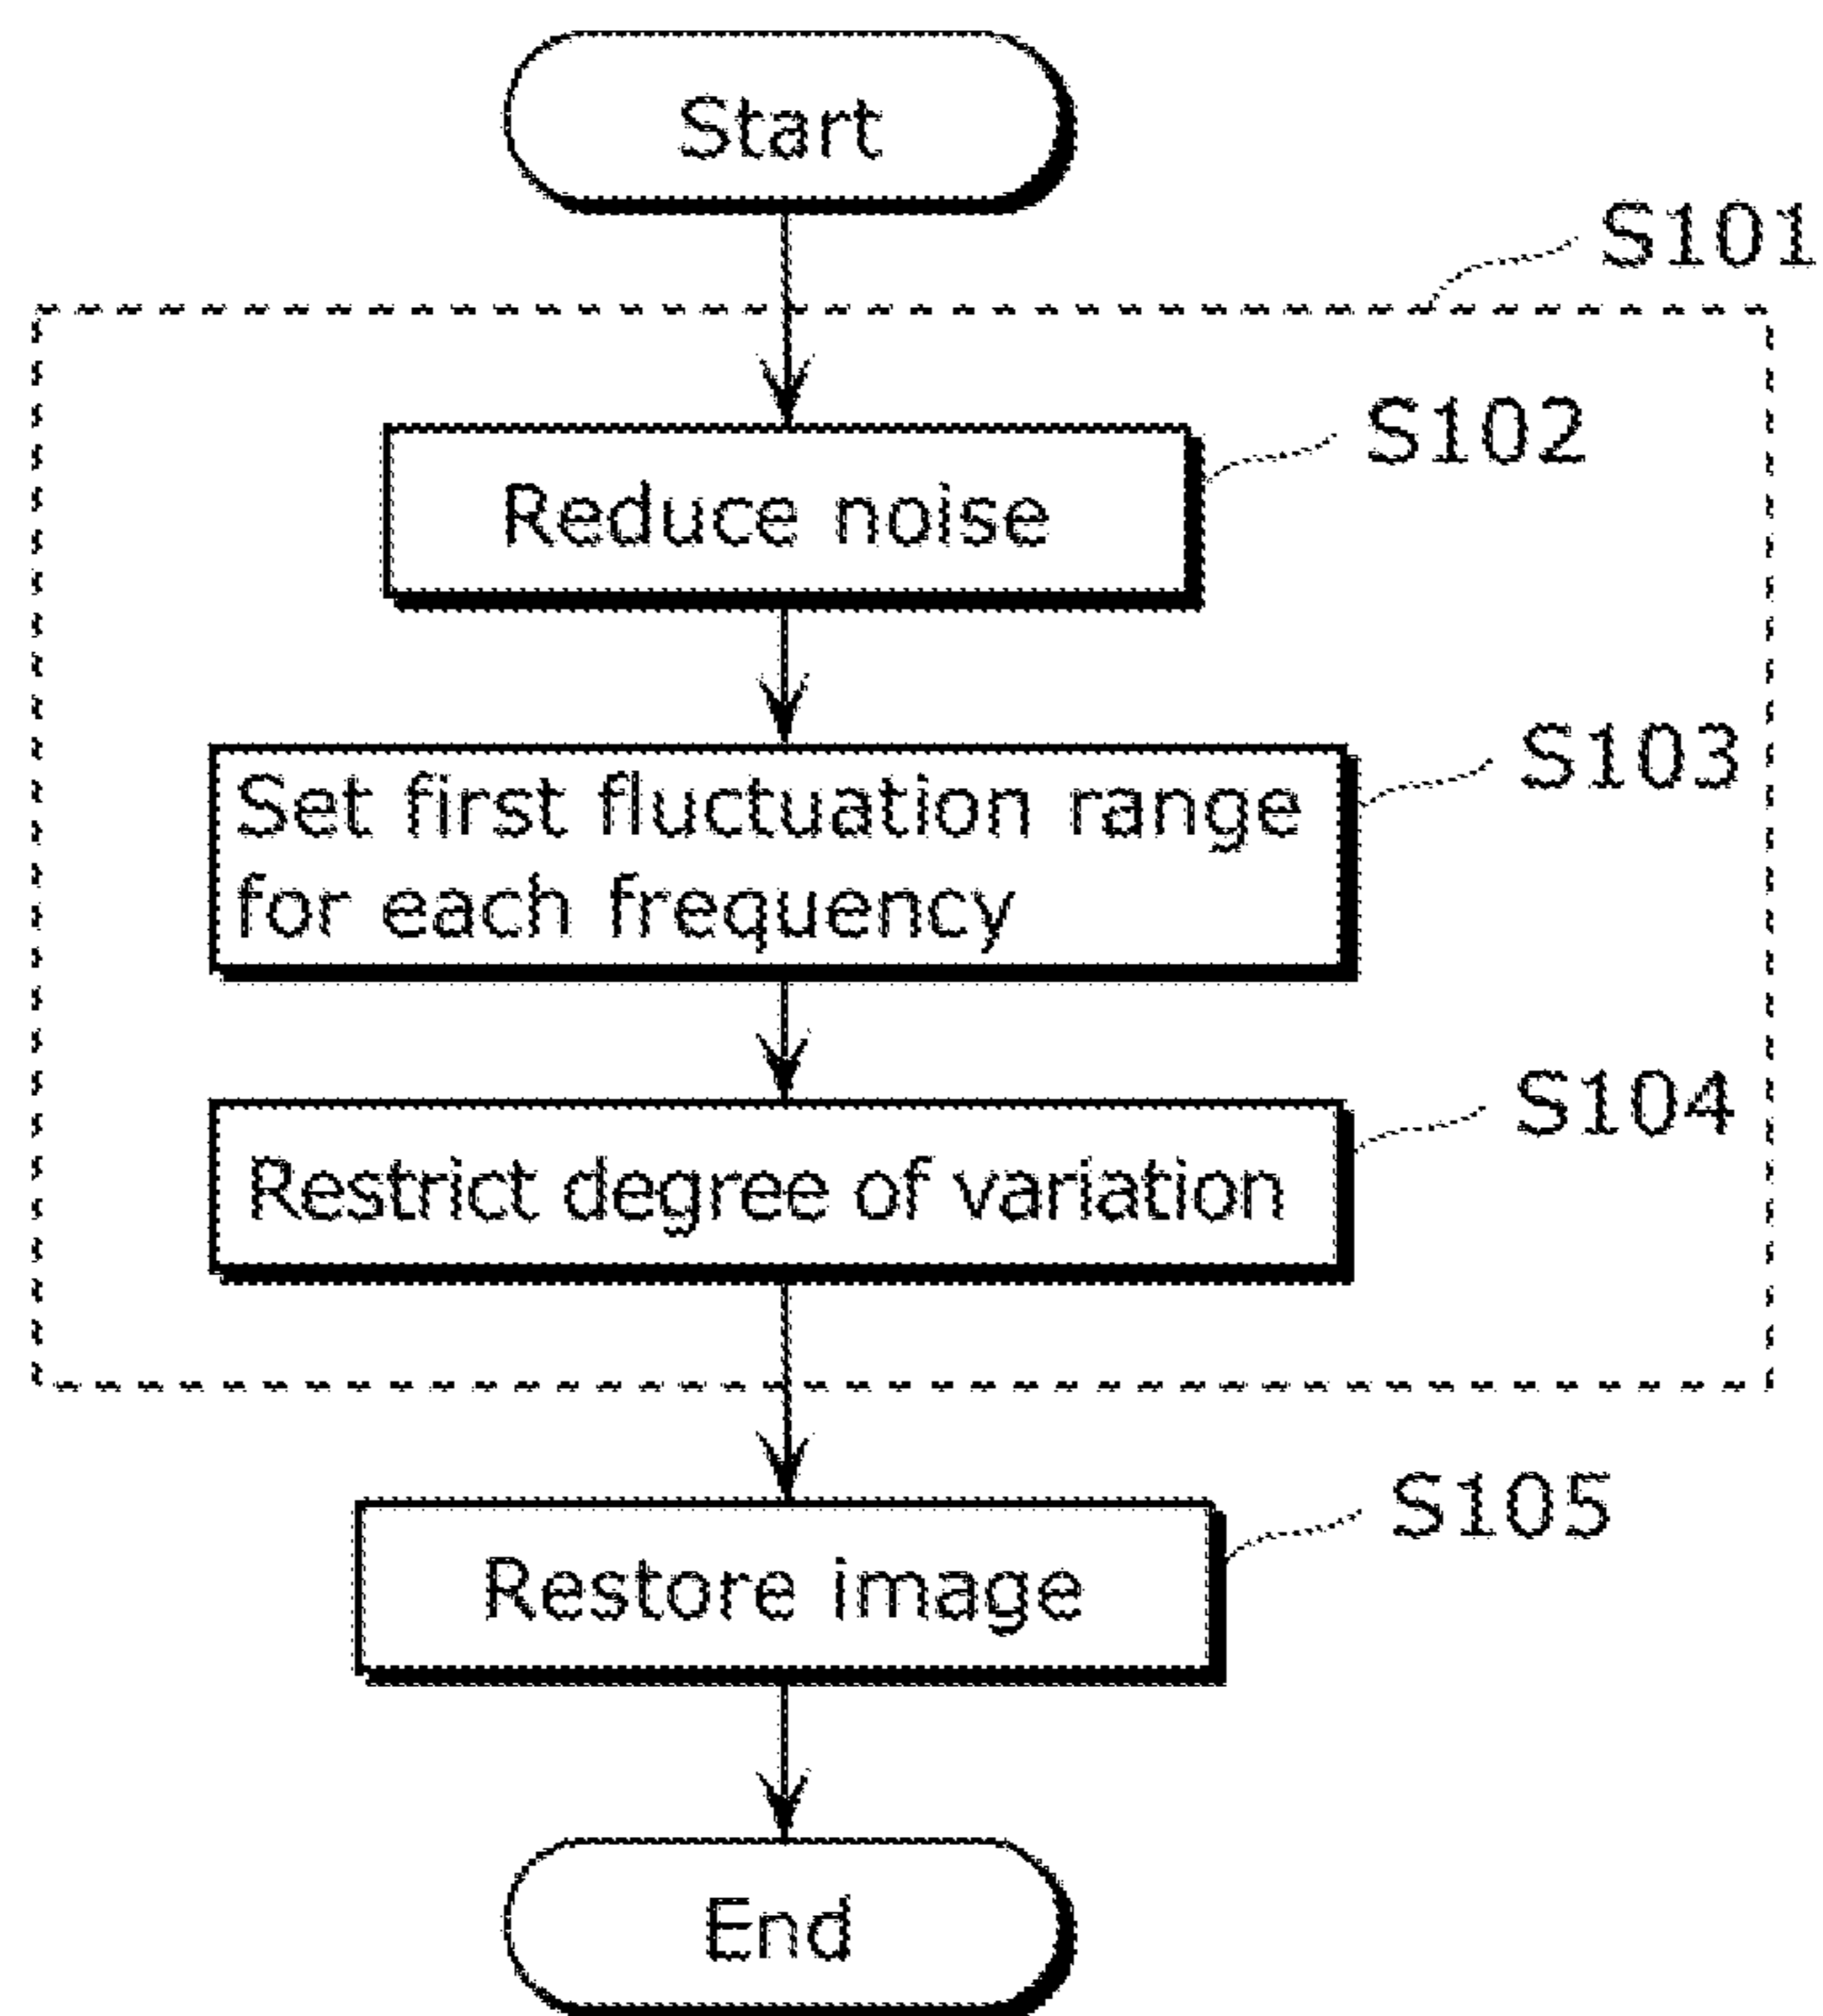 Start
S101
S102
Reduce noise
S103
Set first fluctuation range
for each frequency
S104
Restrict degree of variation
S105
Restore image
End